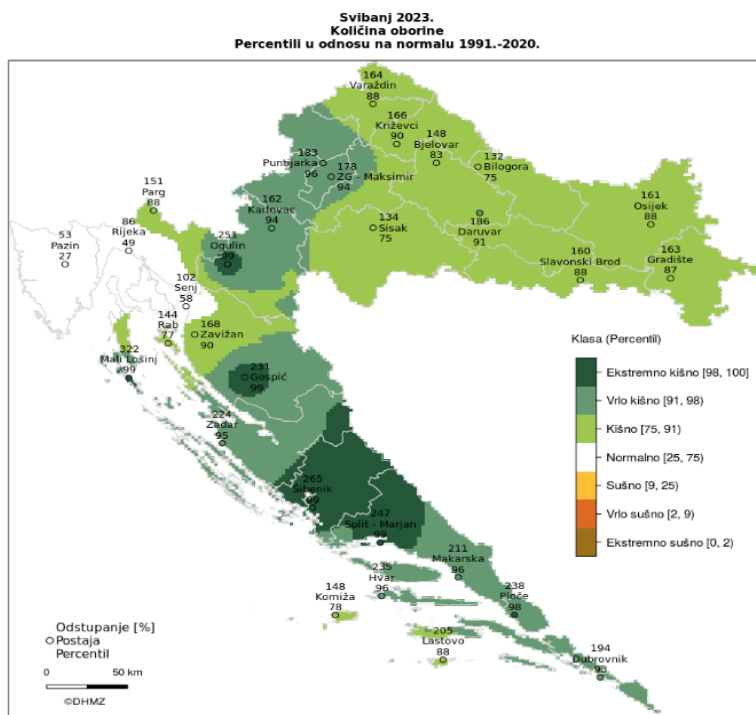 Svibanj 2023.
Količina oborine
Percentili u odnosu na normalu 1991.-2020.
164
Varaždin
88
166
Križevci
90
148
Bjelovar
83
132
Bilogora
75
183
Puntijarka
96
178
ZG - Maksimir
94
151
Parg
88
162
Karlovac
94
161
Osijek
88
86
Rijeka
49
53
Pazin
27
251
Ogulin
99
134
Sisak
75
186
Daruvar
91
160
Slavonski Brod
88
163
Gradište
87
102
Senj
58
144
Rab
77
168
Zavižan
90
322
Mali Lošinj
99
231
Gospić
99
224
Zadar
95
265
Šibenik
99
247
Split - Marjan
99
211
Makarska
96
235
Hvar
96
148
Komiža
78
238
Ploče
98
205
Lastovo
88
194
Dubrovnik
93
Klasa (Percentil)
Ekstremno kišno [98, 100]
Vrlo kišno [91, 98)
Kišno [75, 91)
Normalno [25, 75)
Sušno [9, 25)
Vrlo sušno [2, 9)
Ekstremno sušno [0, 2)
Odstupanje [%]
Postaja
Percentil
0 50 km
©DHMZ